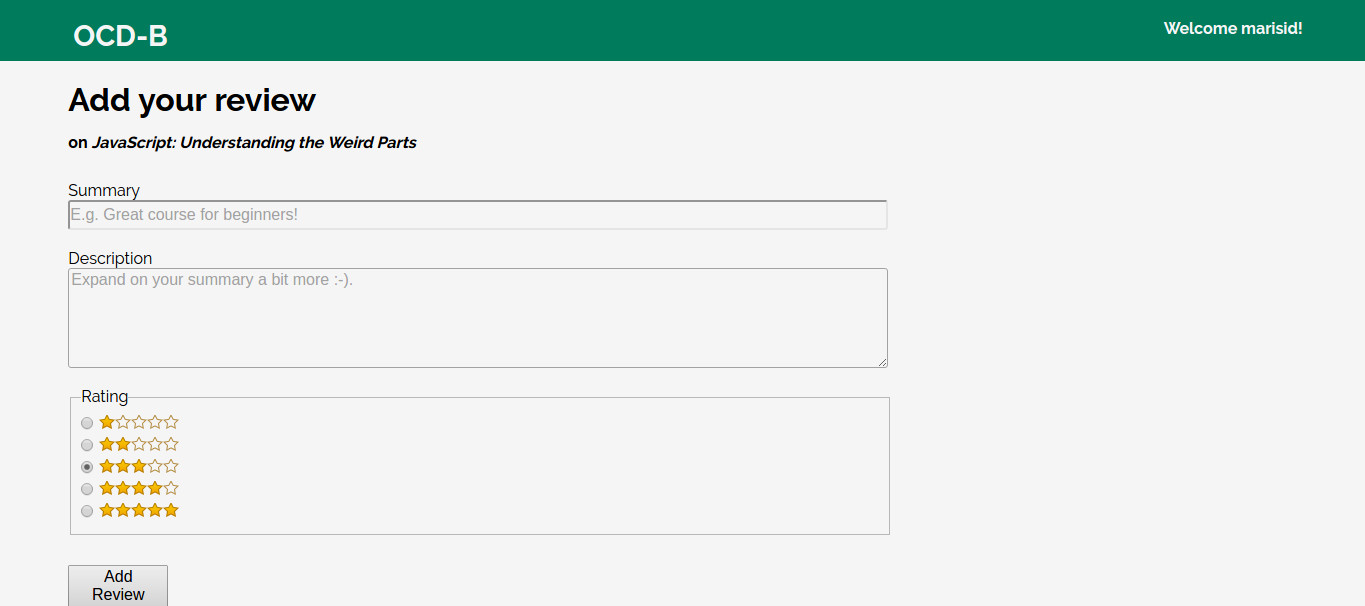 OCD-B
Welcome marisid!
Add your review
on JavaScript: Understanding the Weird Parts
Summary
E.g. Great course for beginners!
Description
Expand on your summary a bit more :-).
Rating
Add
Review